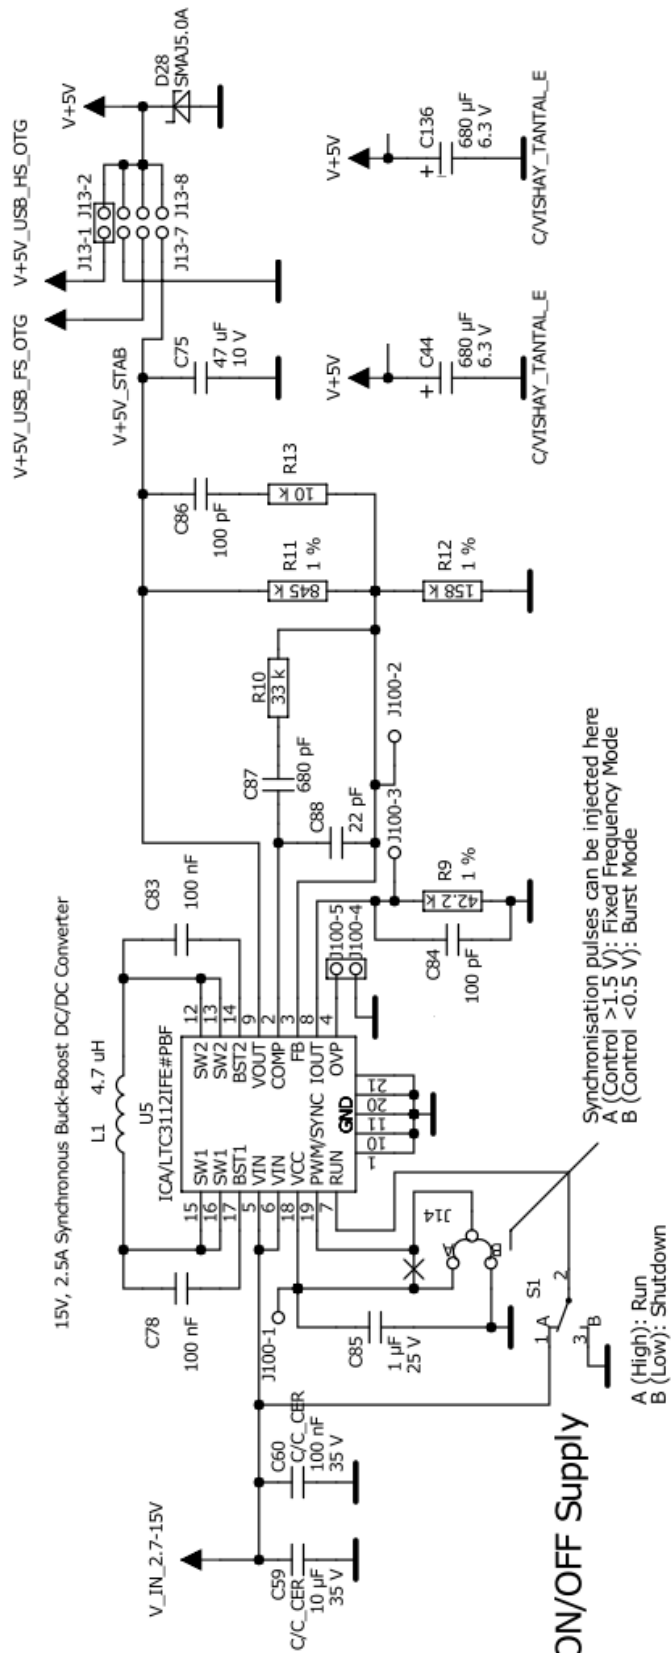 15V, 2.5A Synchronous Buck-Boost DC/DC Converter
V_IN_2.7-15V
C59
C/C_CER
10 µF
35 V
C60
C/C_CER
100 nF
35 V
C78
100 nF
L1
4.7 uH
C83
100 nF
U5
ICA/LTC3112IFE#PBF
15
SW1
16
SW1
17
BST1
5
VIN
6
VIN
18
VCC
19
PWM/SYNC
7
RUN
12
SW2
13
SW2
14
BST2
9
VOUT
2
COMP
3
FB
8
IOUT
4
OVP
GND
1
10
11
20
21
J100-1
C85
1 µF
25 V
J14
A
B
S1
1
A
2
3
B
A (High): Run
B (Low): Shutdown
ON/OFF Supply
Synchronisation pulses can be injected here
A (Control >1.5 V): Fixed Frequency Mode
B (Control <0.5 V): Burst Mode
J100-5
J100-4
C84
100 pF
R9
1 %
42.2 k
J100-3
J100-2
C88
22 pF
C87
680 pF
R10
33 k
R11
1 %
845 k
R12
1 %
158 k
C86
100 pF
R13
10 k
V+5V_STAB
C75
47 uF
10 V
V+5V_USB_FS_OTG
V+5V_USB_HS_OTG
J13-1
J13-2
J13-7
J13-8
V+5V
D28
SMAJ5.0A
V+5V
+
C44
680 µF
6.3 V
C/VISHAY_TANTAL_E
V+5V
+
C136
680 µF
6.3 V
C/VISHAY_TANTAL_E